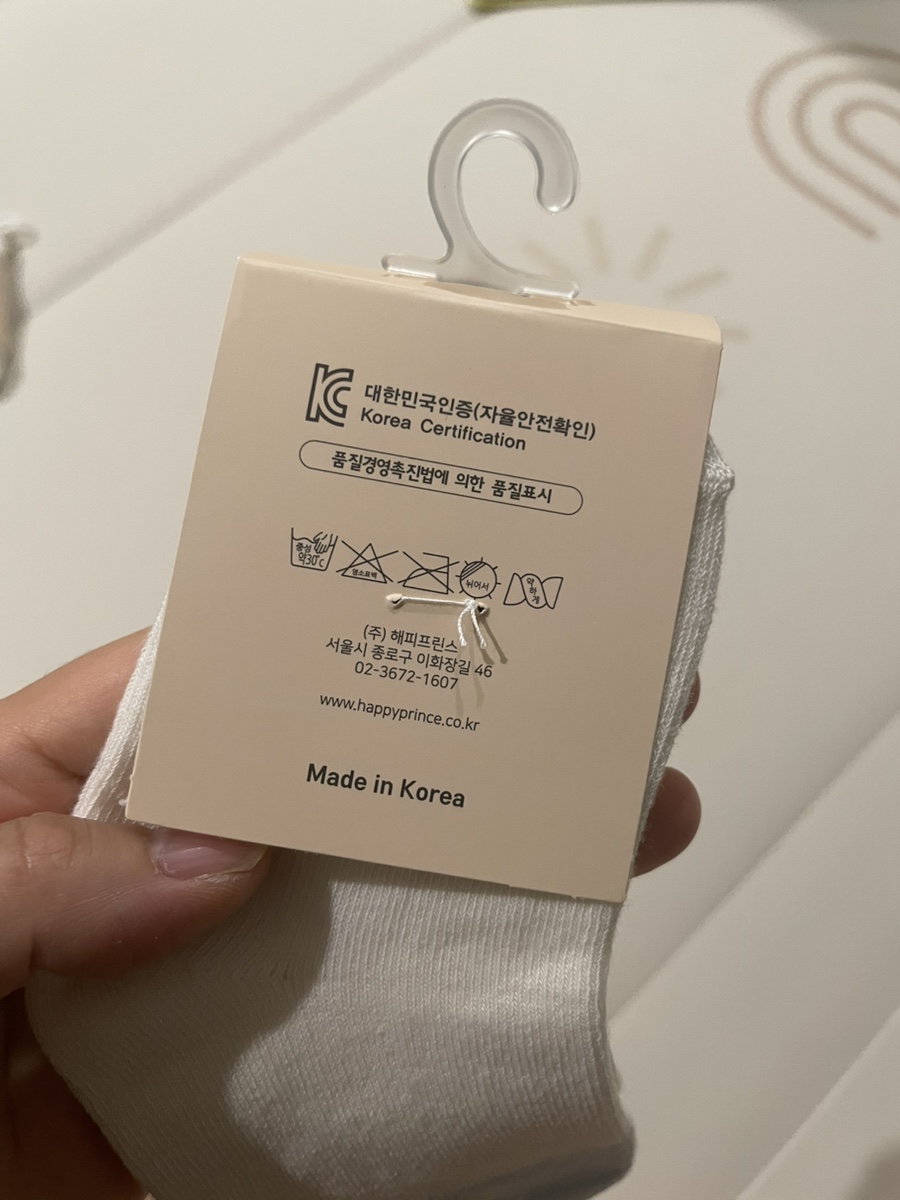 KC 대한민국인증(자율안전확인)
Korea Certification
품질경영촉진법에 의한 품질표시
중성
약30℃
염소표백
뉘어서
약
하
게
(주) 해피프린스
서울시 종로구 이화장길 46
02-3672-1607
www.happyprince.co.kr
Made in Korea